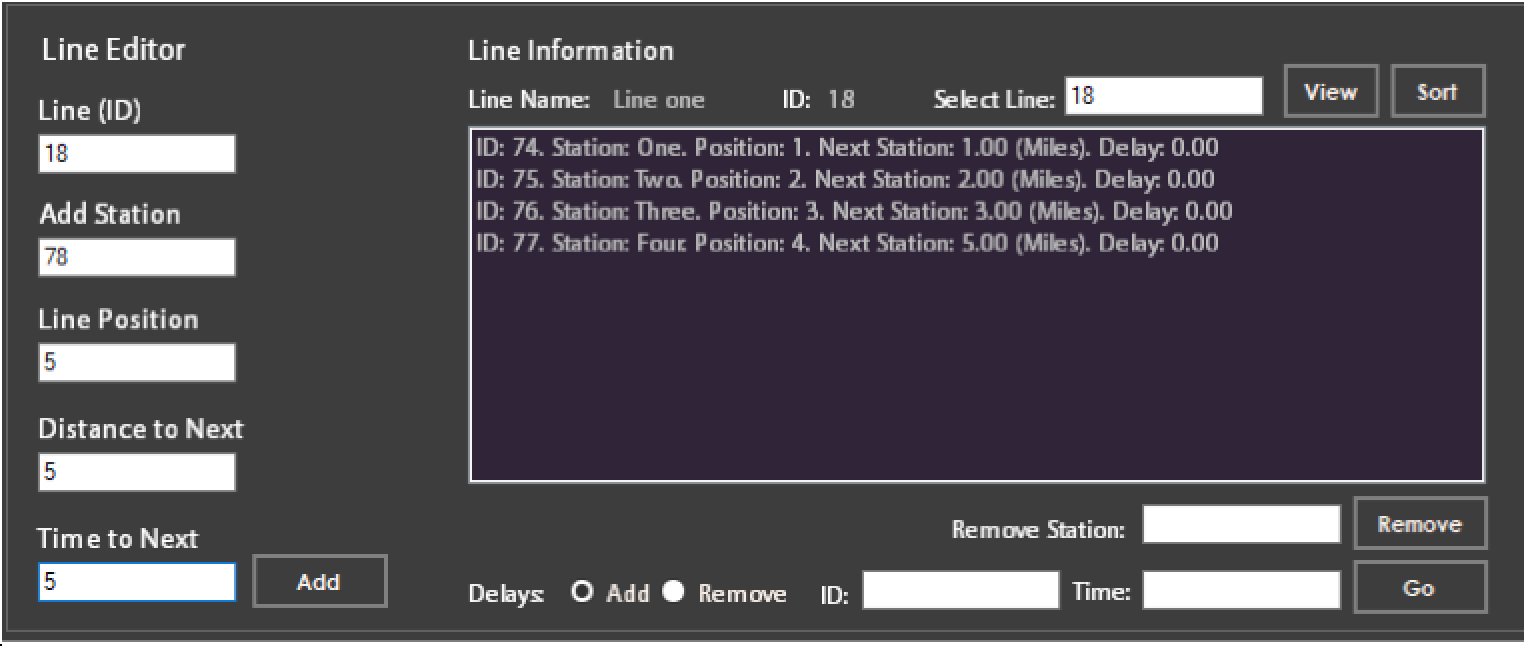 Line Editor
Line (ID)
18
Add Station
78
Line Position
5
Distance to Next
5
Time to Next
5
Add
Line Information
Line Name: Line one ID: 18 Select Line: 18 View Sort
ID: 74. Station: One. Position: 1. Next Station: 1.00 (Miles). Delay: 0.00
ID: 75. Station: Two. Position: 2. Next Station: 2.00 (Miles). Delay: 0.00
ID: 76. Station: Three. Position: 3. Next Station: 3.00 (Miles). Delay: 0.00
ID: 77. Station: Four. Position: 4. Next Station: 5.00 (Miles). Delay: 0.00
Remove Station: Remove
Delays: Add Remove ID: Time: Go